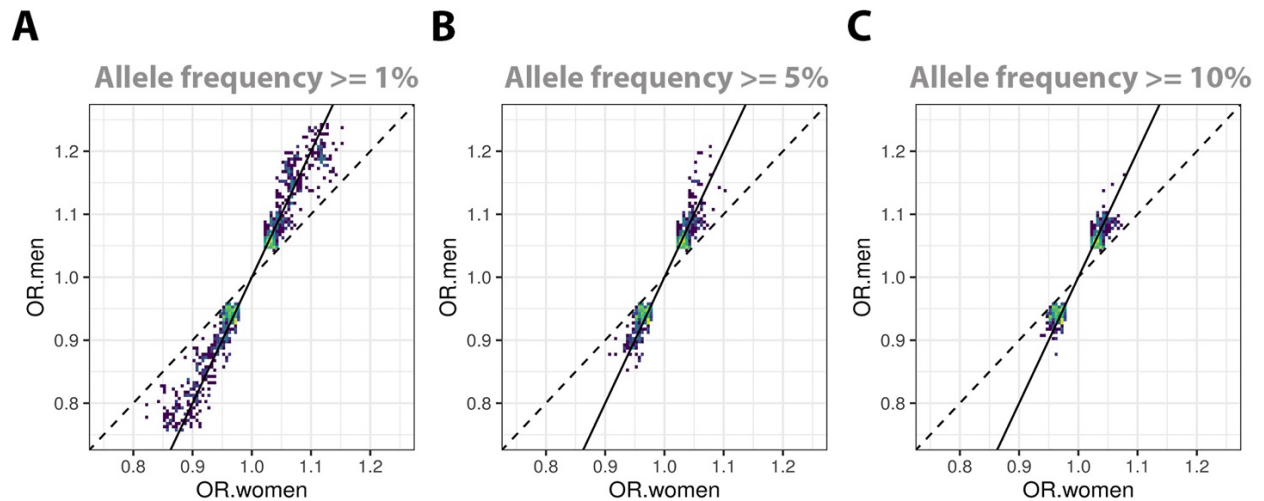 A
B
C
Allele frequency >= 1%
Allele frequency >= 5%
Allele frequency >= 10%
OR.men
1.2
1.1
1.0
0.9
0.8
0.8 0.9 1.0 1.1 1.2
OR.women
OR.men
1.2
1.1
1.0
0.9
0.8
0.8 0.9 1.0 1.1 1.2
OR.women
OR.men
1.2
1.1
1.0
0.9
0.8
0.8 0.9 1.0 1.1 1.2
OR.women